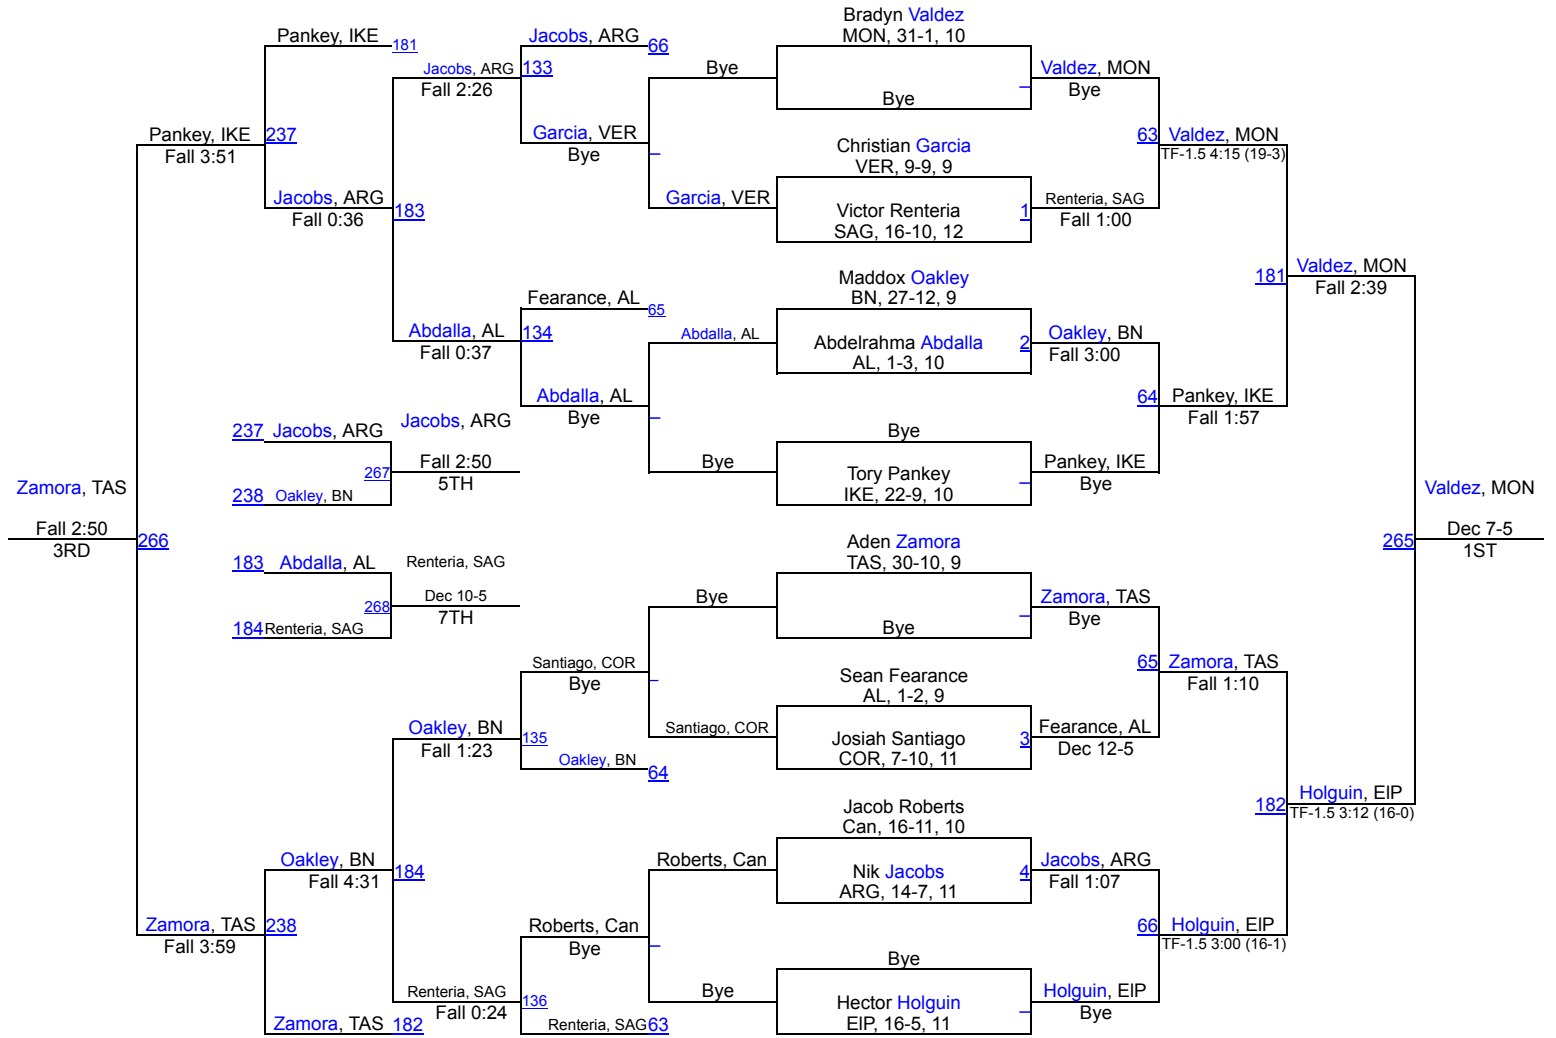 Bradyn Valdez
MON, 31-1, 10
Pankey, IKE
181
Jacobs, ARG
66
Jacobs, ARG
133
Fall 2:26
Bye
Bye
Valdez, MON
Bye
Pankey, IKE
237
Fall 3:51
Garcia, VER
Bye
Christian Garcia
VER, 9-9, 9
63
Valdez, MON
TF-1.5 4:15 (19-3)
Jacobs, ARG
183
Fall 0:36
Garcia, VER
Victor Renteria
SAG, 16-10, 12
1
Renteria, SAG
Fall 1:00
Maddox Oakley
BN, 27-12, 9
181
Valdez, MON
Fall 2:39
Fearance, AL
65
Abdalla, AL
134
Fall 0:37
Abdalla, AL
Abdelrahma Abdalla
AL, 1-3, 10
2
Oakley, BN
Fall 3:00
Abdalla, AL
Bye
64
Pankey, IKE
Fall 1:57
237
Jacobs, ARG
Jacobs, ARG
Bye
267
Fall 2:50
5TH
Bye
Tory Pankey
IKE, 22-9, 10
Pankey, IKE
Bye
238
Oakley, BN
Zamora, TAS
Fall 2:50
3RD
266
Valdez, MON
265
Dec 7-5
1ST
Aden Zamora
TAS, 30-10, 9
183
Abdalla, AL
Renteria, SAG
268
Dec 10-5
7TH
184
Renteria, SAG
Bye
Bye
Zamora, TAS
Bye
Santiago, COR
Bye
Sean Fearance
AL, 1-2, 9
65
Zamora, TAS
Fall 1:10
Oakley, BN
135
Fall 1:23
Santiago, COR
Josiah Santiago
COR, 7-10, 11
3
Fearance, AL
Dec 12-5
Oakley, BN
64
Jacob Roberts
Can, 16-11, 10
182
Holguin, EIP
TF-1.5 3:12 (16-0)
Oakley, BN
184
Fall 4:31
Roberts, Can
Nik Jacobs
ARG, 14-7, 11
4
Jacobs, ARG
Fall 1:07
Zamora, TAS
238
Fall 3:59
Roberts, Can
Bye
66
Holguin, EIP
TF-1.5 3:00 (16-1)
Bye
Renteria, SAG
136
Fall 0:24
Bye
Hector Holguin
EIP, 16-5, 11
Holguin, EIP
Bye
Zamora, TAS
182
Renteria, SAG
63